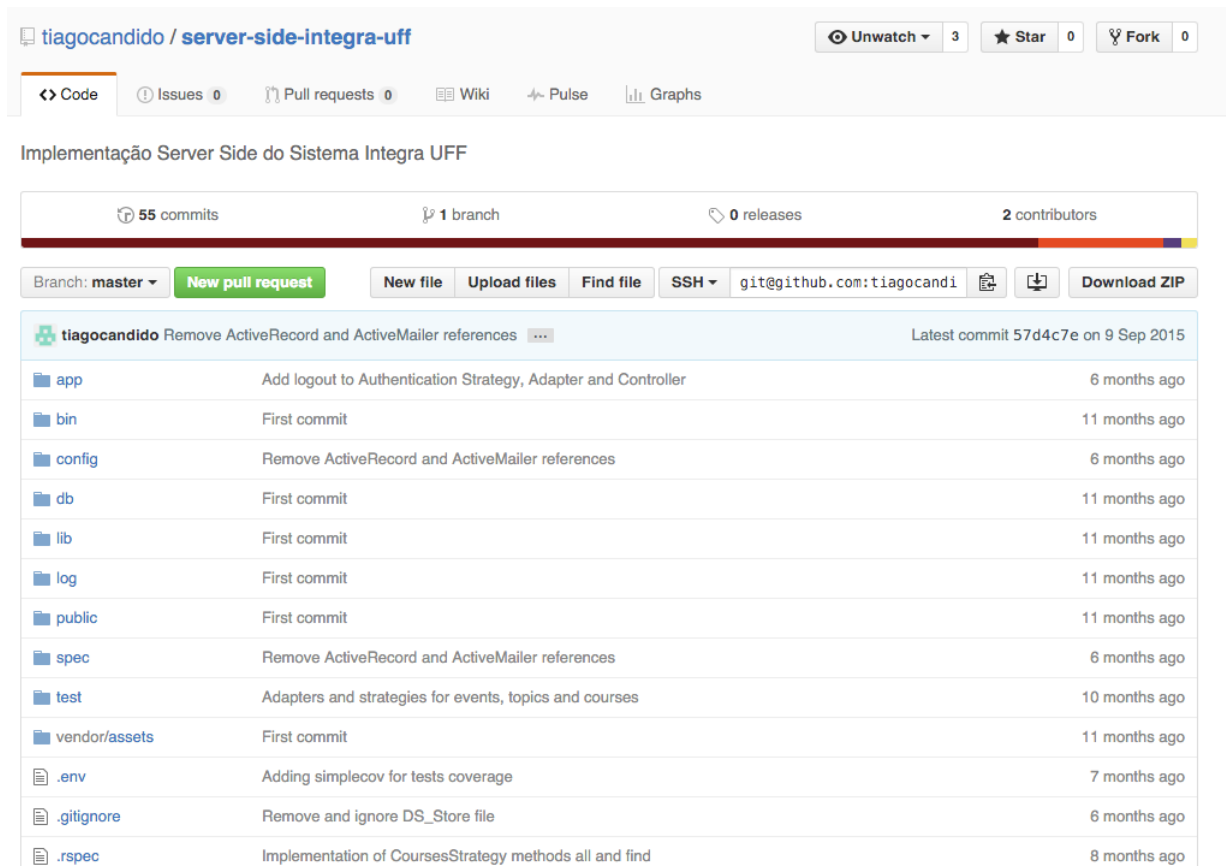 tiagocandido / server-side-integra-uff Unwatch 3 Star 0 Fork 0
Code Issues 0 Pull requests 0 Wiki Pulse Graphs
Implementação Server Side do Sistema Integra UFF
55 commits 1 branch 0 releases 2 contributors
Branch: master New pull request New file Upload files Find file SSH git@github.com:tiagocandi Download ZIP
tiagocandido Remove ActiveRecord and ActiveMailer references ... Latest commit 57d4c7e on 9 Sep 2015
app Add logout to Authentication Strategy, Adapter and Controller 6 months ago
bin First commit 11 months ago
config Remove ActiveRecord and ActiveMailer references 6 months ago
db First commit 11 months ago
lib First commit 11 months ago
log First commit 11 months ago
public First commit 11 months ago
spec Remove ActiveRecord and ActiveMailer references 6 months ago
test Adapters and strategies for events, topics and courses 10 months ago
vendor/assets First commit 11 months ago
.env Adding simplecov for tests coverage 7 months ago
.gitignore Remove and ignore DS_Store file 6 months ago
.rspec Implementation of CoursesStrategy methods all and find 8 months ago